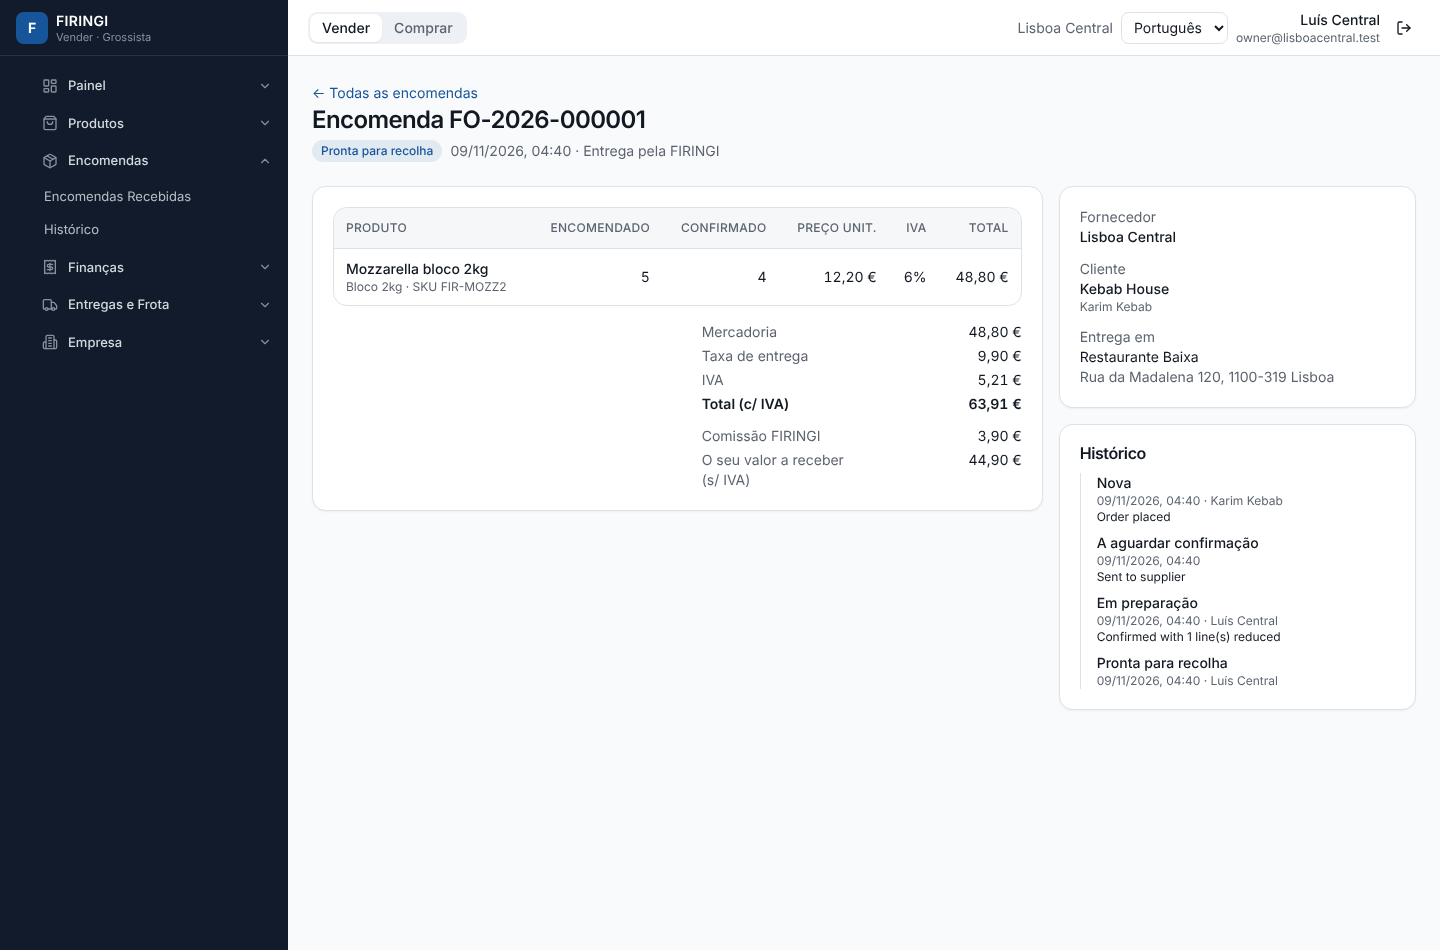 F
FIRINGI
Vender · Grossista
Painel
Produtos
Encomendas
Encomendas Recebidas
Histórico
Finanças
Entregas e Frota
Empresa
Vender
Comprar
Lisboa Central
Português
Luís Central
owner@lisboacentral.test
← Todas as encomendas
Encomenda FO-2026-000001
Pronta para recolha 09/11/2026, 04:40 · Entrega pela FIRINGI
PRODUTO ENCOMENDADO CONFIRMADO PREÇO UNIT. IVA TOTAL
Mozzarella bloco 2kg 5 4 12,20 € 6% 48,80 €
Bloco 2kg · SKU FIR-MOZZ2
Mercadoria 48,80 €
Taxa de entrega 9,90 €
IVA 5,21 €
Total (c/ IVA) 63,91 €
Comissão FIRINGI 3,90 €
O seu valor a receber 44,90 €
(s/ IVA)
Fornecedor
Lisboa Central
Cliente
Kebab House
Karim Kebab
Entrega em
Restaurante Baixa
Rua da Madalena 120, 1100-319 Lisboa
Histórico
Nova
09/11/2026, 04:40 · Karim Kebab
Order placed
A aguardar confirmação
09/11/2026, 04:40
Sent to supplier
Em preparação
09/11/2026, 04:40 · Luís Central
Confirmed with 1 line(s) reduced
Pronta para recolha
09/11/2026, 04:40 · Luís Central